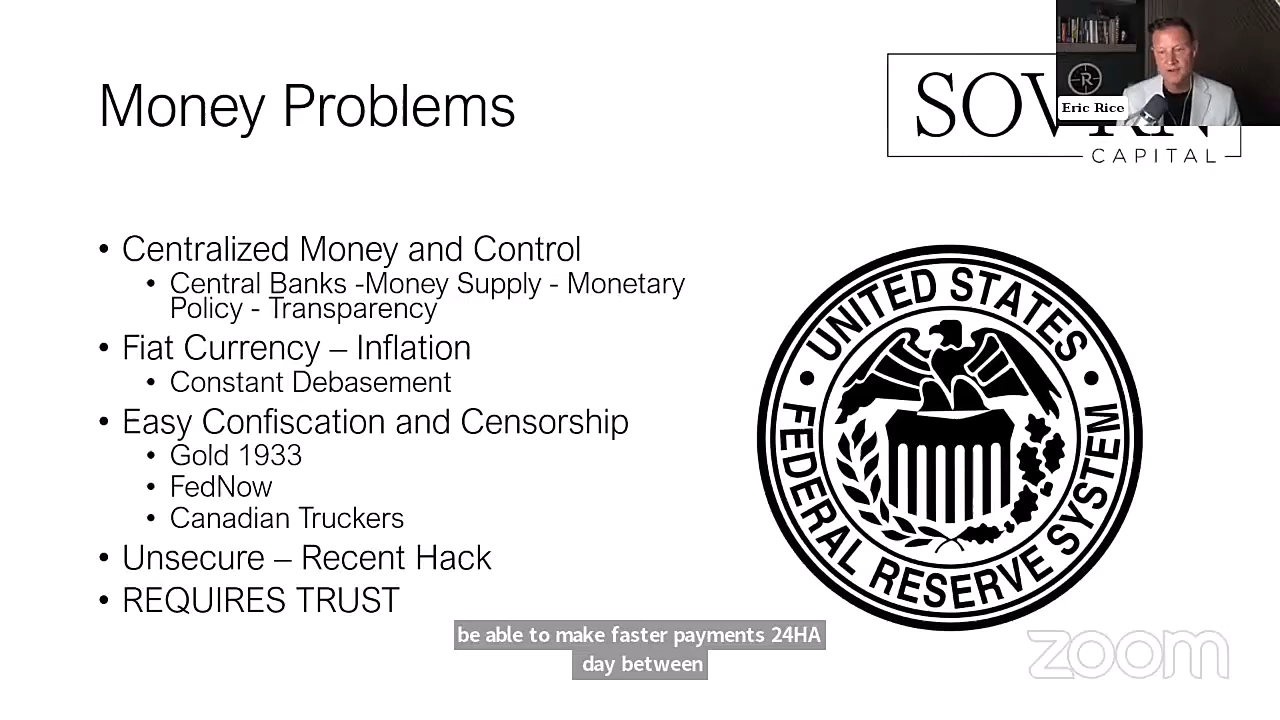 Money Problems
SOV
CAPITAL
R
Eric Rice
• Centralized Money and Control
• Central Banks -Money Supply - Monetary
Policy - Transparency
• Fiat Currency – Inflation
• Constant Debasement
• Easy Confiscation and Censorship
• Gold 1933
• FedNow
• Canadian Truckers
• Unsecure – Recent Hack
• REQUIRES TRUST
• UNITED STATES •
FEDERAL RESERVE SYSTEM
be able to make faster payments 24HA
day between
zoom